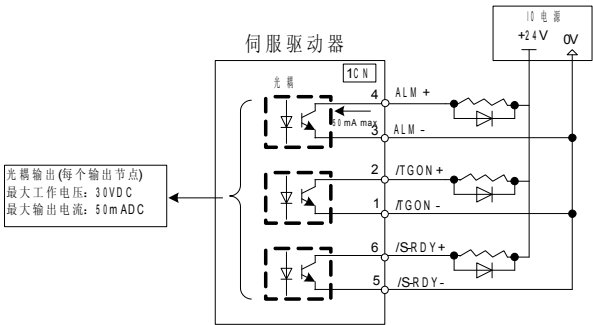 IO 电源
+24V 0V
伺服驱动器
1CN
光耦
4 ALM +
50mA max
3 ALM -
2 /TGON+
1 /TGON-
6 /S-RDY+
5 /S-RDY-
光耦输出(每个输出节点)
最大工作电压：30VDC
最大输出电流：50mADC